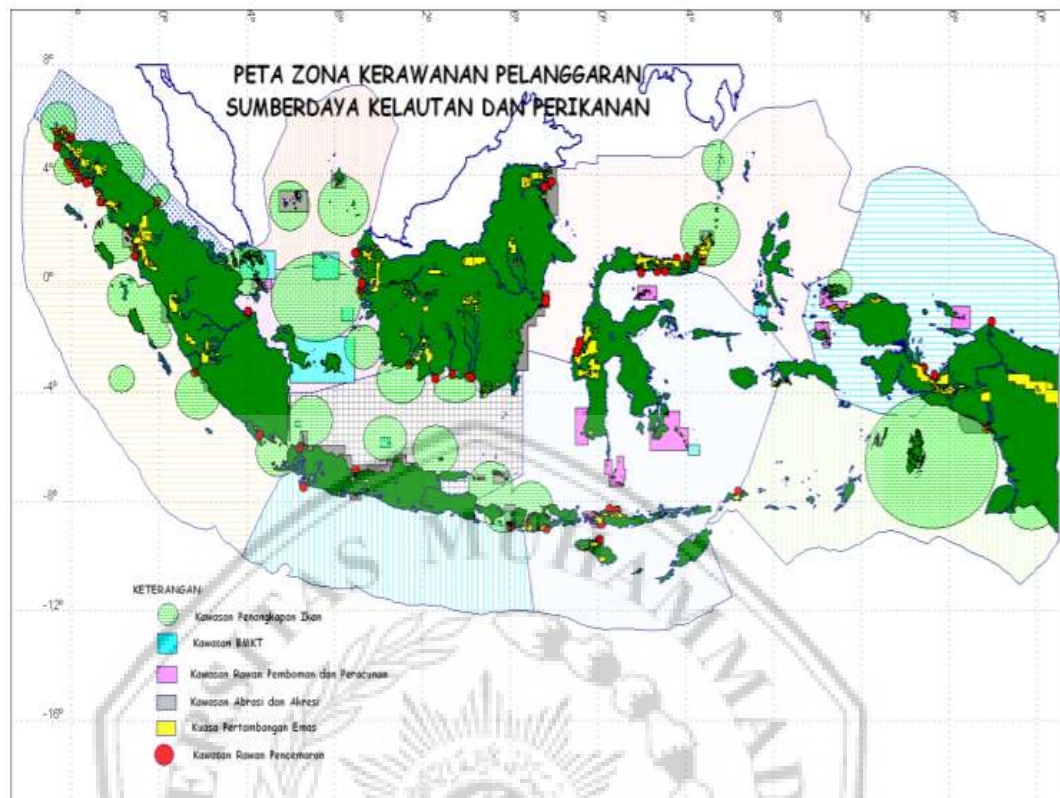 PETA ZONA KERAWANAN PELANGGARAN
SUMBERDAYA KELAUTAN DAN PERIKANAN
8°
4°
0°
-4°
-8°
-12°
-16°
KETERANGAN
Kawasan Penangkapan Ikan
Kawasan BMKT
Kawasan Rawan Pemboman dan Peracunan
Kawasan Abrasi dan Akresi
Kuasa Pertambangan Emas
Kawasan Rawan Pencemaran
MUHAMMAD